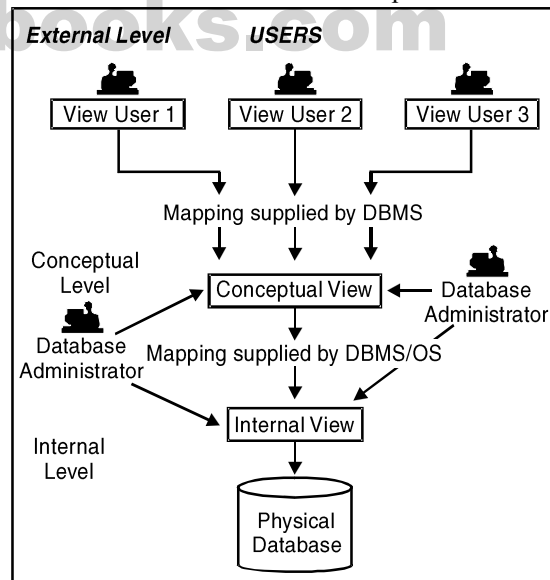 books.com
External Level USERS
View User 1 View User 2 View User 3
Mapping supplied by DBMS
Conceptual
Level
Conceptual View
Database
Administrator
Database
Administrator
Mapping supplied by DBMS/OS
Internal View
Internal
Level
Physical
Database